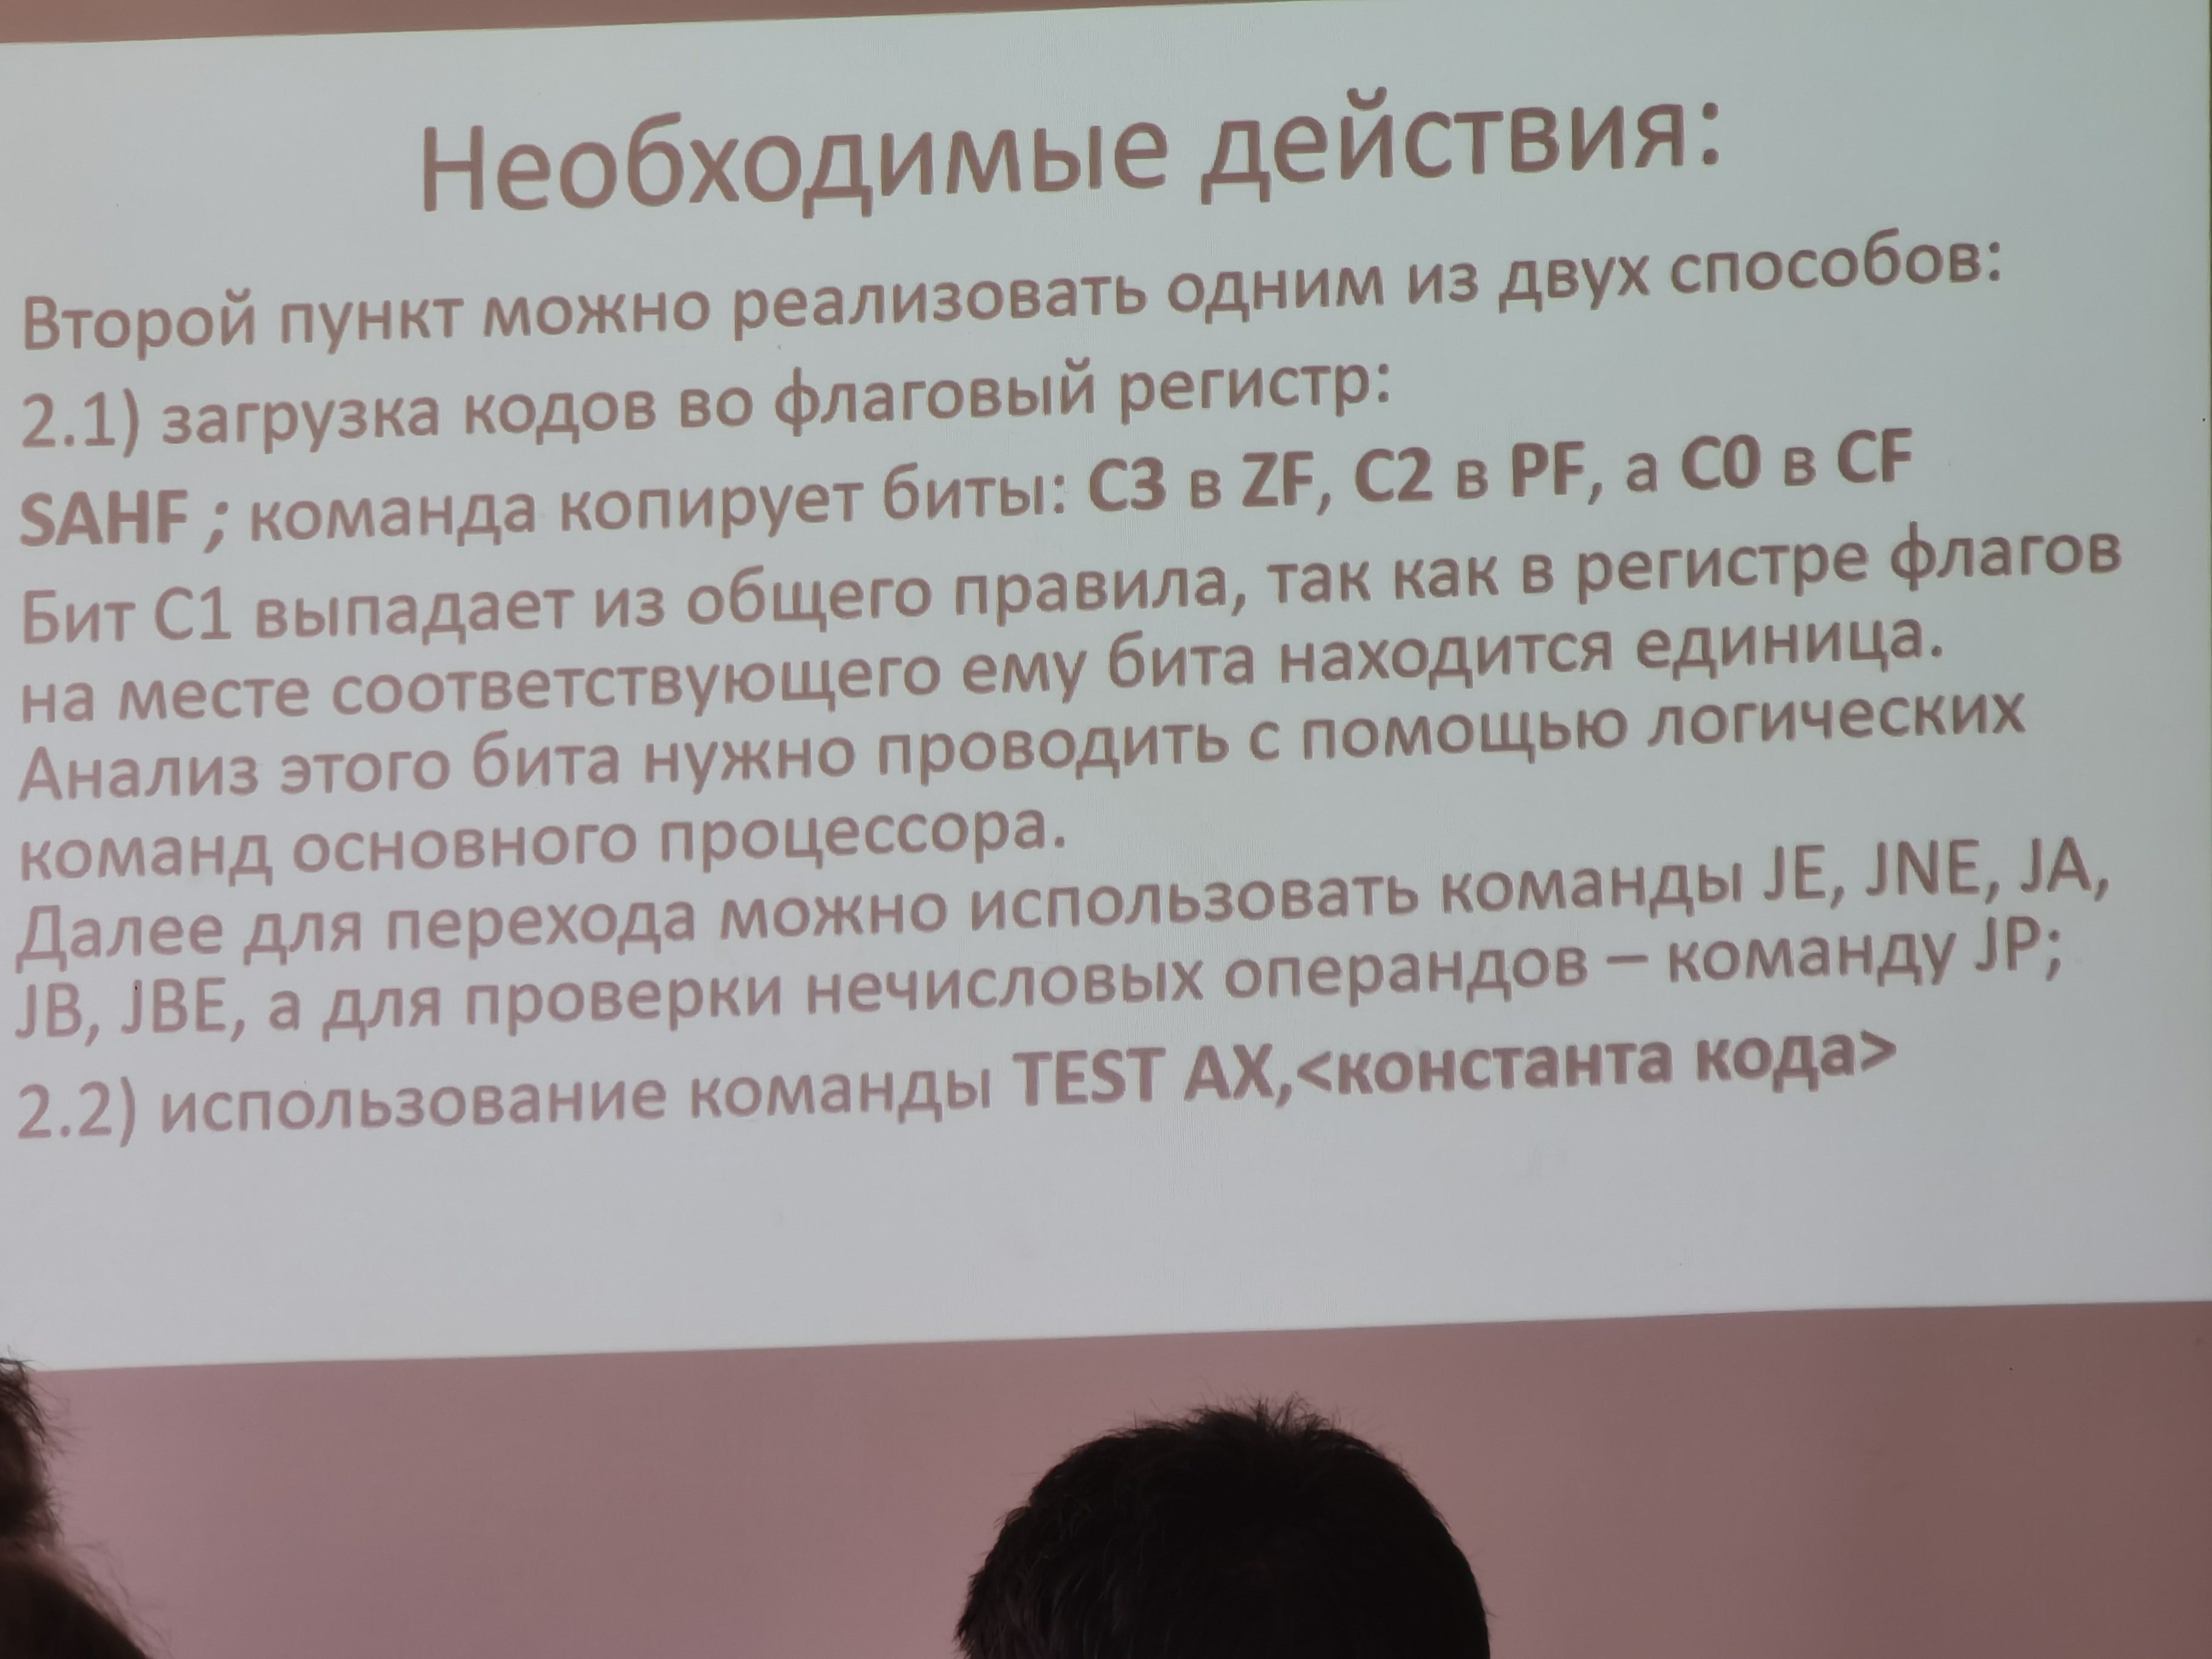 Необходимые действия:
Второй пункт можно реализовать одним из двух способов:
2.1) загрузка кодов во флаговый регистр:
SAHF ; команда копирует биты: C3 в ZF, C2 в PF, а C0 в CF
Бит C1 выпадает из общего правила, так как в регистре флагов
на месте соответствующего ему бита находится единица.
Анализ этого бита нужно проводить с помощью логических
команд основного процессора.
Далее для перехода можно использовать команды JE, JNE, JA,
JB, JBE, а для проверки нечисловых операндов – команду JP;
2.2) использование команды TEST AX,<константа кода>